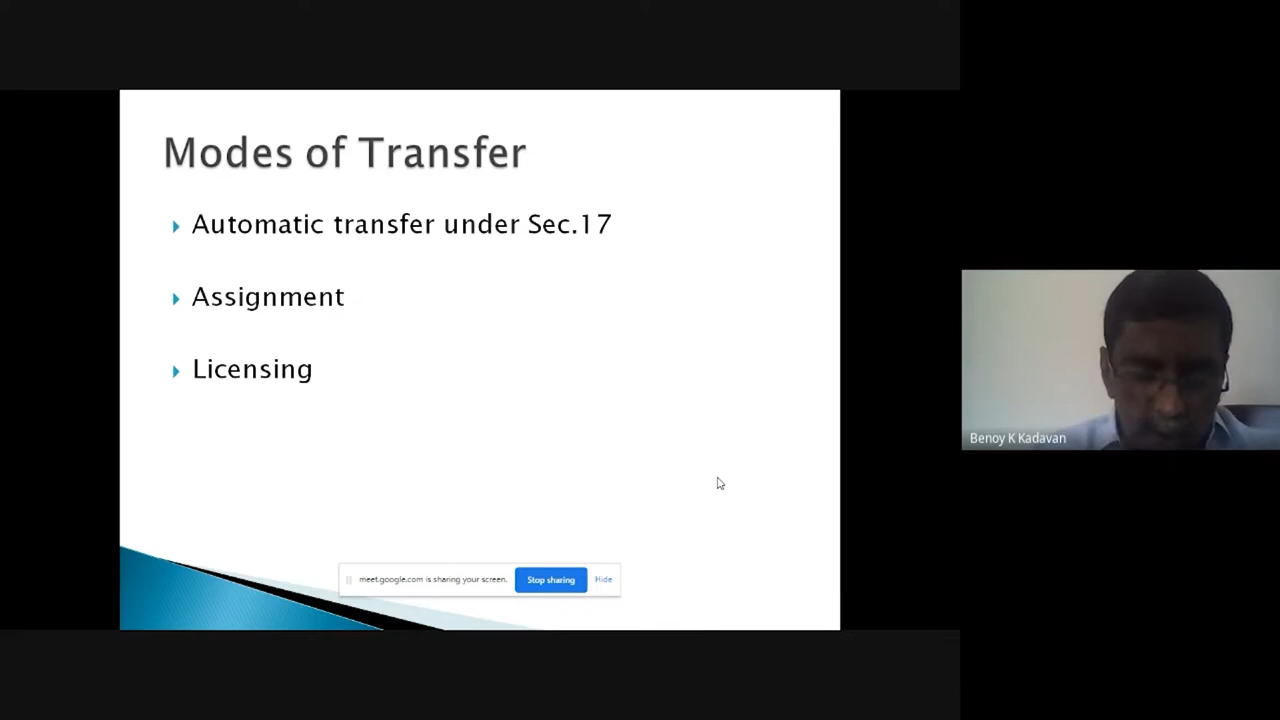 Modes of Transfer
Automatic transfer under Sec.17
Assignment
Licensing
Benoy K Kadavan
meet.google.com is sharing your screen. Stop sharing Hide